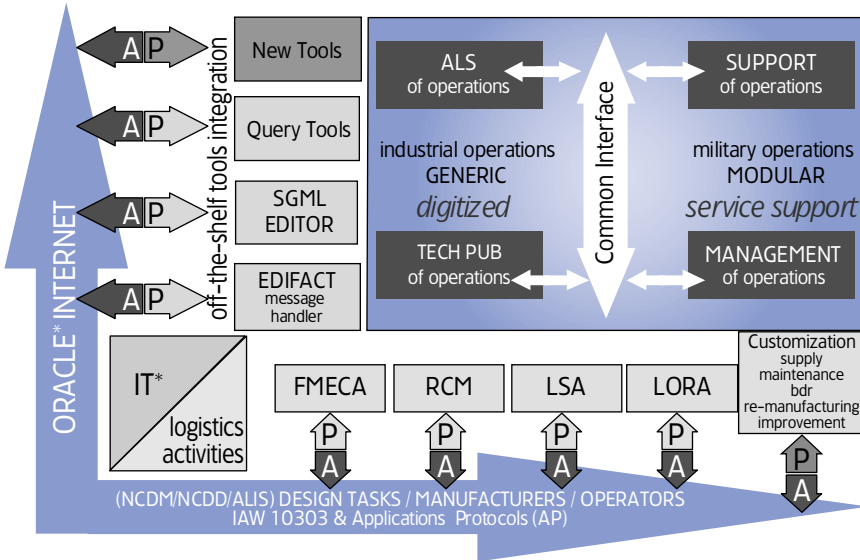 A P
New Tools
A P
Query Tools
A P
SGML
EDITOR
A P
EDIFACT
message
handler
off-the-shelf tools integration
ORACLE* INTERNET
ALS
of operations
SUPPORT
of operations
industrial operations
GENERIC
digitized
military operations
MODULAR
service support
Common Interface
TECH PUB
of operations
MANAGEMENT
of operations
IT*
logistics
activities
FMECA
RCM
LSA
LORA
Customization
supply
maintenance
bdr
re-manufacturing
improvement
P
A
P
A
P
A
P
A
P
A
(NCDM/NCDD/ALIS) DESIGN TASKS / MANUFACTURERS / OPERATORS
IAW 10303 & Applications Protocols (AP)